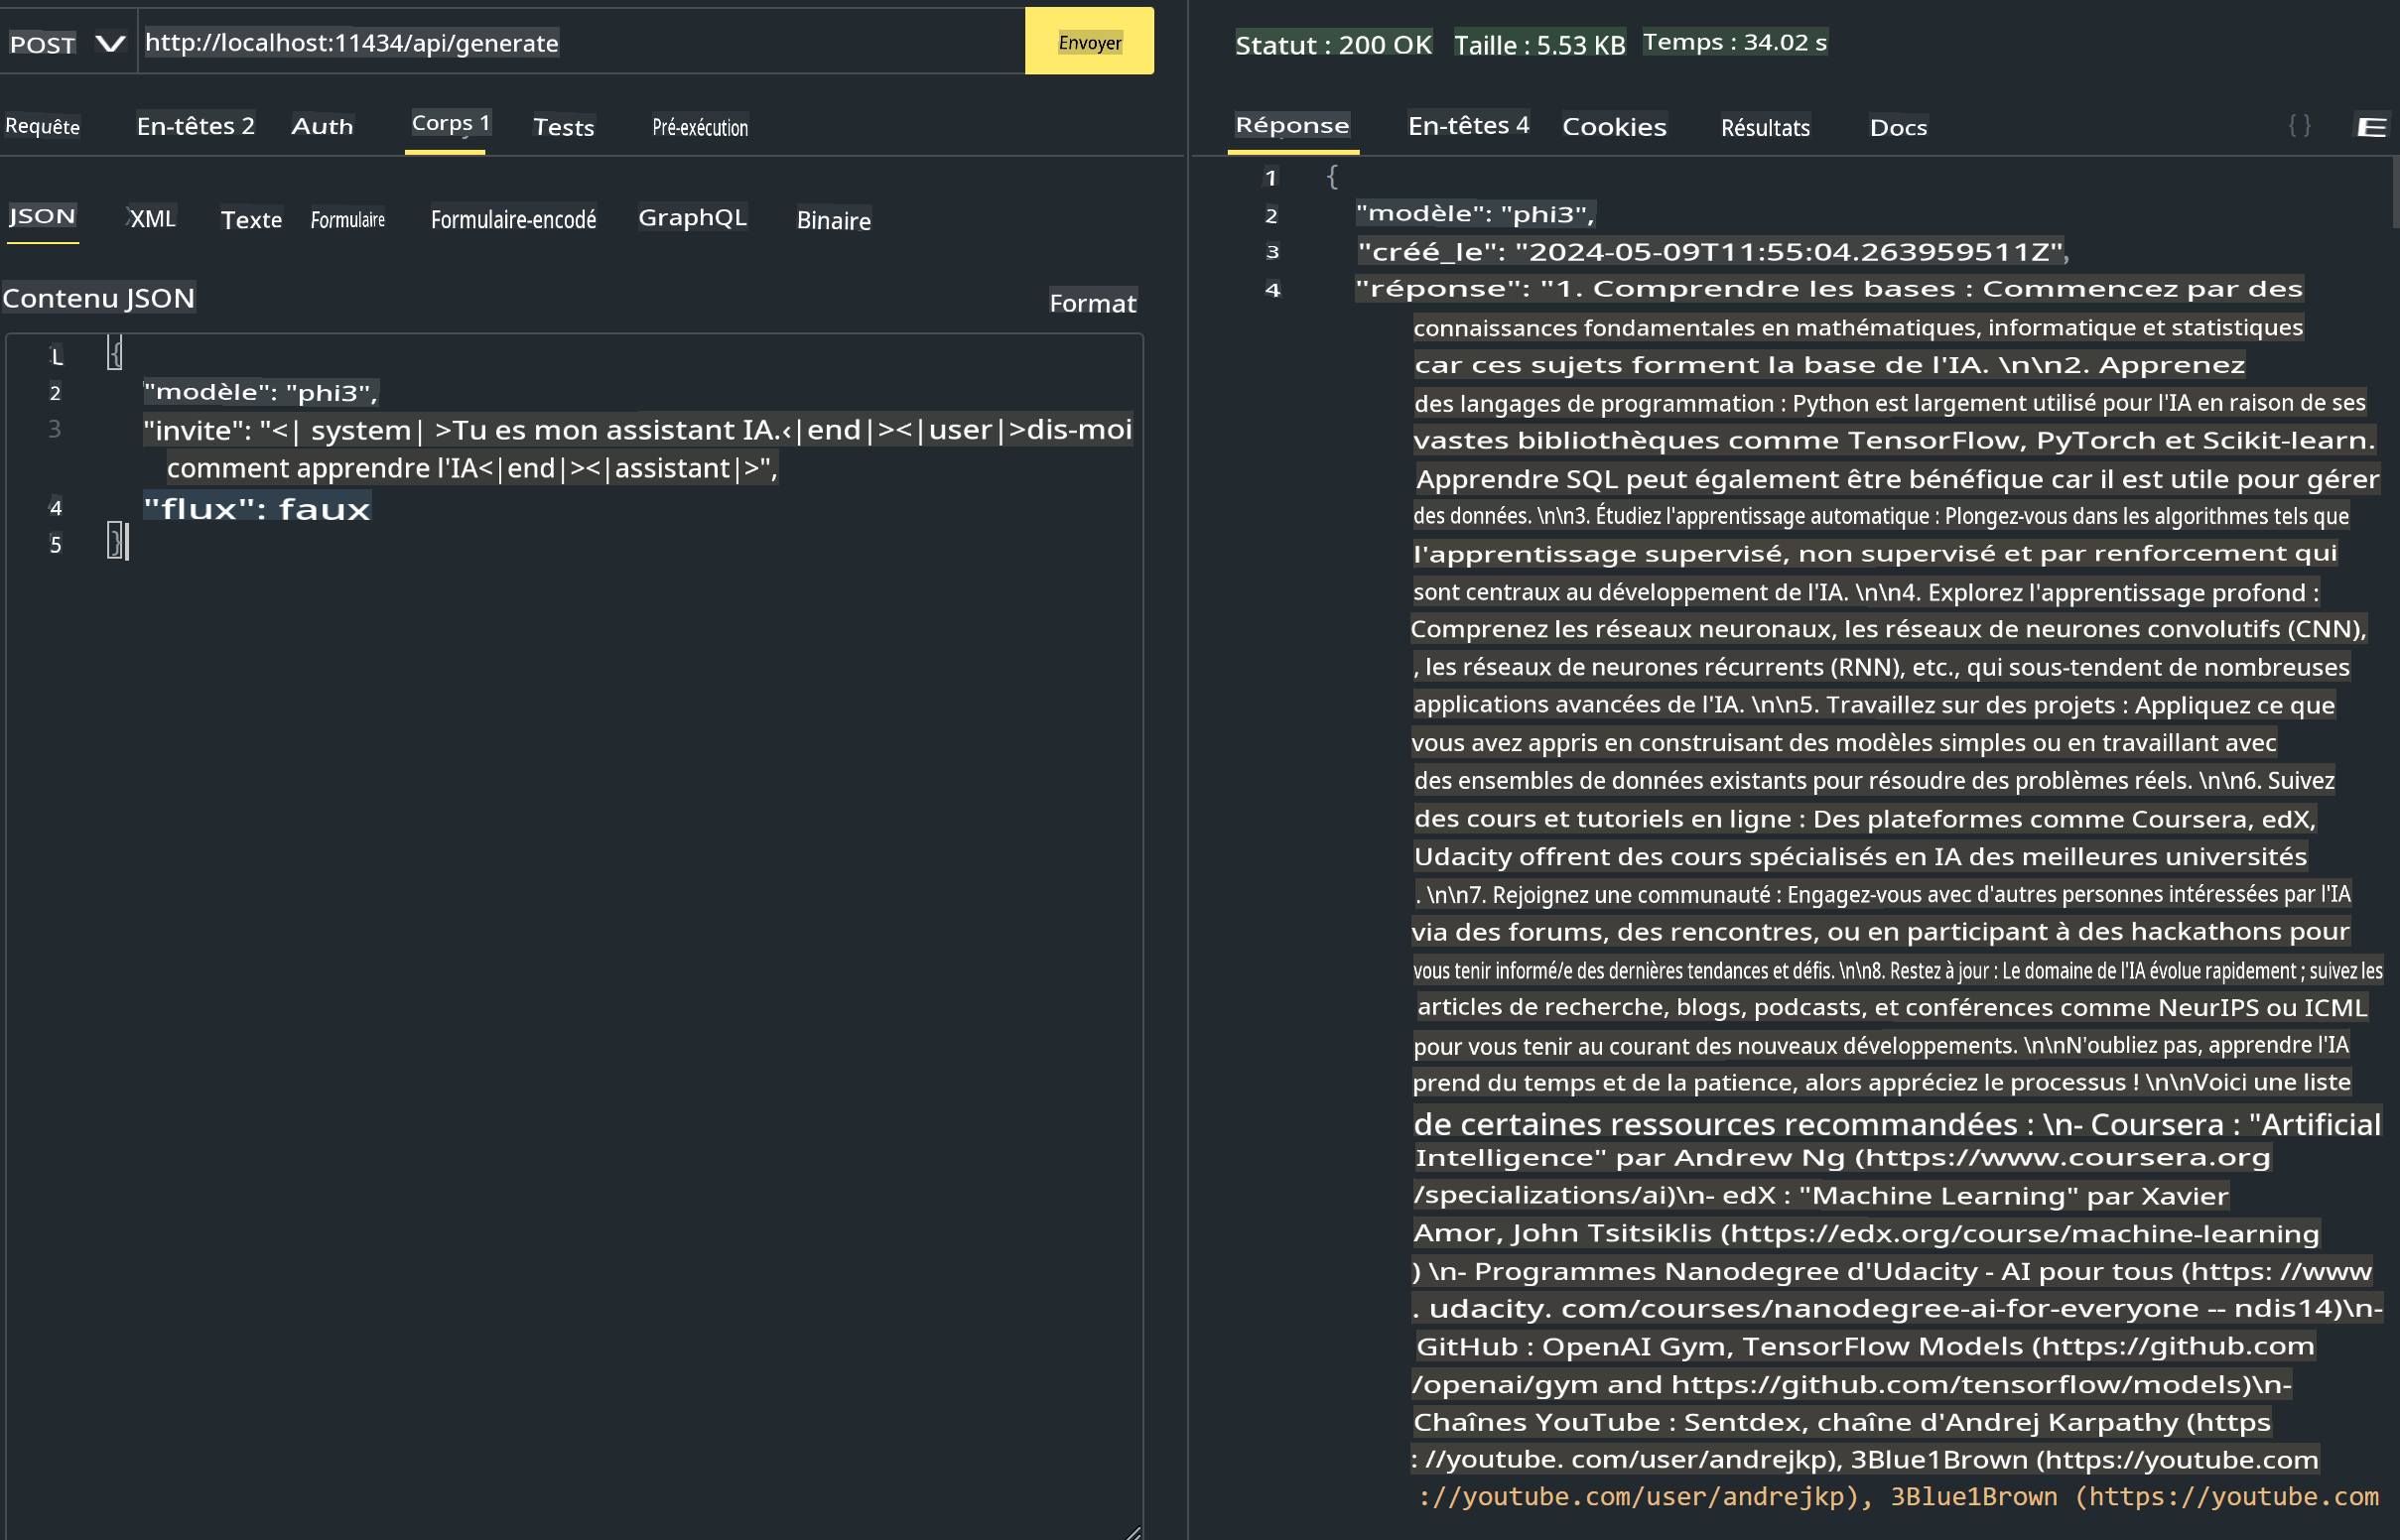 POST
http://localhost:11434/api/generate
Envoyer
Requête En-têtes 2 Auth Corps 1 Tests Pré-exécution
JSON XML Texte Formulaire Formulaire-encodé GraphQL Binaire
Contenu JSON
Format
L {
2 "modèle": "phi3",
3 "invite": "<| system| >Tu es mon assistant IA.‹|end|><|user|>dis-moi
comment apprendre l'IA<|end|><|assistant|>",
4 "flux": faux
5 }
Statut : 200 OK Taille : 5.53 KB Temps : 34.02 s
Réponse En-têtes 4 Cookies Résultats Docs { }
1 {
2 "modèle": "phi3",
3 "créé_le": "2024-05-09T11:55:04.263959511Z",
4 "réponse": "1. Comprendre les bases : Commencez par des
connaissances fondamentales en mathématiques, informatique et statistiques
car ces sujets forment la base de l'IA. \n\n2. Apprenez
des langages de programmation : Python est largement utilisé pour l'IA en raison de ses
vastes bibliothèques comme TensorFlow, PyTorch et Scikit-learn.
Apprendre SQL peut également être bénéfique car il est utile pour gérer
des données. \n\n3. Étudiez l'apprentissage automatique : Plongez-vous dans les algorithmes tels que
l'apprentissage supervisé, non supervisé et par renforcement qui
sont centraux au développement de l'IA. \n\n4. Explorez l'apprentissage profond :
Comprenez les réseaux neuronaux, les réseaux de neurones convolutifs (CNN),
, les réseaux de neurones récurrents (RNN), etc., qui sous-tendent de nombreuses
applications avancées de l'IA. \n\n5. Travaillez sur des projets : Appliquez ce que
vous avez appris en construisant des modèles simples ou en travaillant avec
des ensembles de données existants pour résoudre des problèmes réels. \n\n6. Suivez
des cours et tutoriels en ligne : Des plateformes comme Coursera, edX,
Udacity offrent des cours spécialisés en IA des meilleures universités
. \n\n7. Rejoignez une communauté : Engagez-vous avec d'autres personnes intéressées par l'IA
via des forums, des rencontres, ou en participant à des hackathons pour
vous tenir informé/e des dernières tendances et défis. \n\n8. Restez à jour : Le domaine de l'IA évolue rapidement ; suivez les
articles de recherche, blogs, podcasts, et conférences comme NeurIPS ou ICML
pour vous tenir au courant des nouveaux développements. \n\nN'oubliez pas, apprendre l'IA
prend du temps et de la patience, alors appréciez le processus ! \n\nVoici une liste
de certaines ressources recommandées : \n- Coursera : "Artificial
Intelligence" par Andrew Ng (https://www.coursera.org
/specializations/ai)\n- edX : "Machine Learning" par Xavier
Amor, John Tsitsiklis (https://edx.org/course/machine-learning
) \n- Programmes Nanodegree d'Udacity - AI pour tous (https: //www
. udacity. com/courses/nanodegree-ai-for-everyone -- ndis14)\n-
GitHub : OpenAI Gym, TensorFlow Models (https://github.com
/openai/gym and https://github.com/tensorflow/models)\n-
Chaînes YouTube : Sentdex, chaîne d'Andrej Karpathy (https
: //youtube. com/user/andrejkp), 3Blue1Brown (https://youtube.com
://youtube.com/user/andrejkp), 3Blue1Brown (https://youtube.com